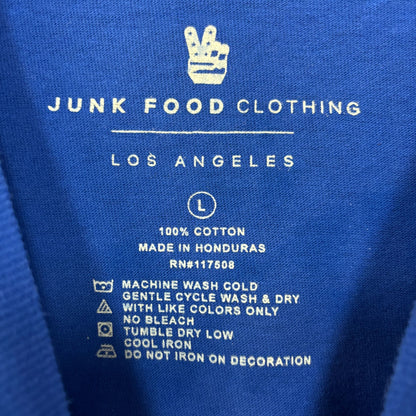 JUNK FOOD CLOTHING
LOS ANGELES
L
100% COTTON
MADE IN HONDURAS
RN#117508
MACHINE WASH COLD
GENTLE CYCLE WASH & DRY
WITH LIKE COLORS ONLY
NO BLEACH
TUMBLE DRY LOW
COOL IRON
DO NOT IRON ON DECORATION